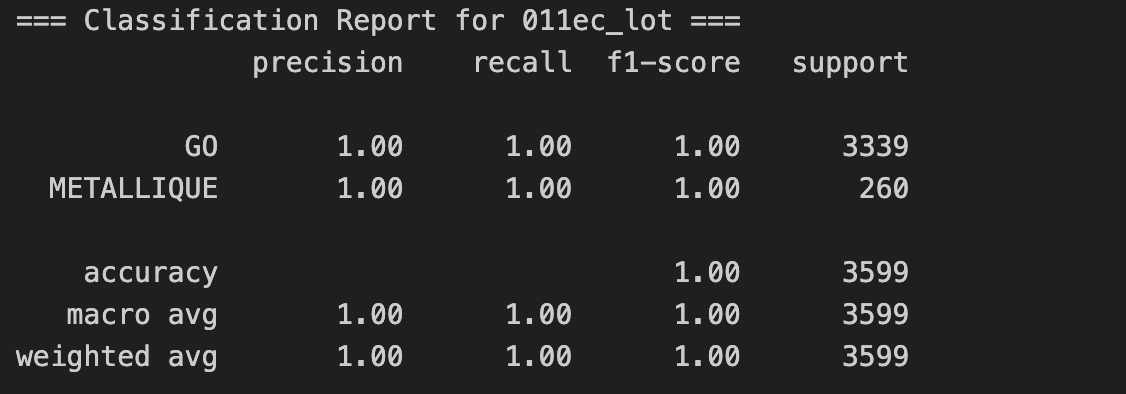 === Classification Report for 011ec_lot ===
precision recall f1-score support
GO 1.00 1.00 1.00 3339
METALLIQUE 1.00 1.00 1.00 260
accuracy 1.00 3599
macro avg 1.00 1.00 1.00 3599
weighted avg 1.00 1.00 1.00 3599